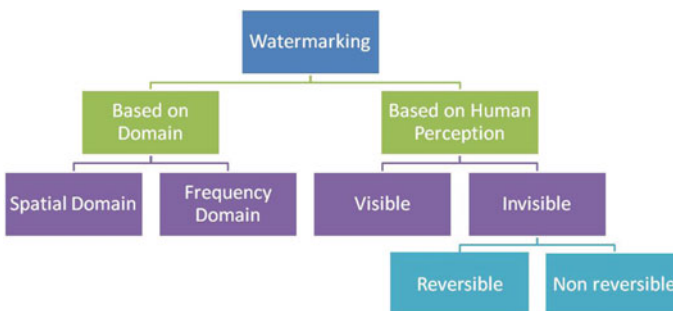 Watermarking
Based on
Domain
Based on Human
Perception
Spatial Domain
Frequency
Domain
Visible
Invisible
Reversible
Non reversible